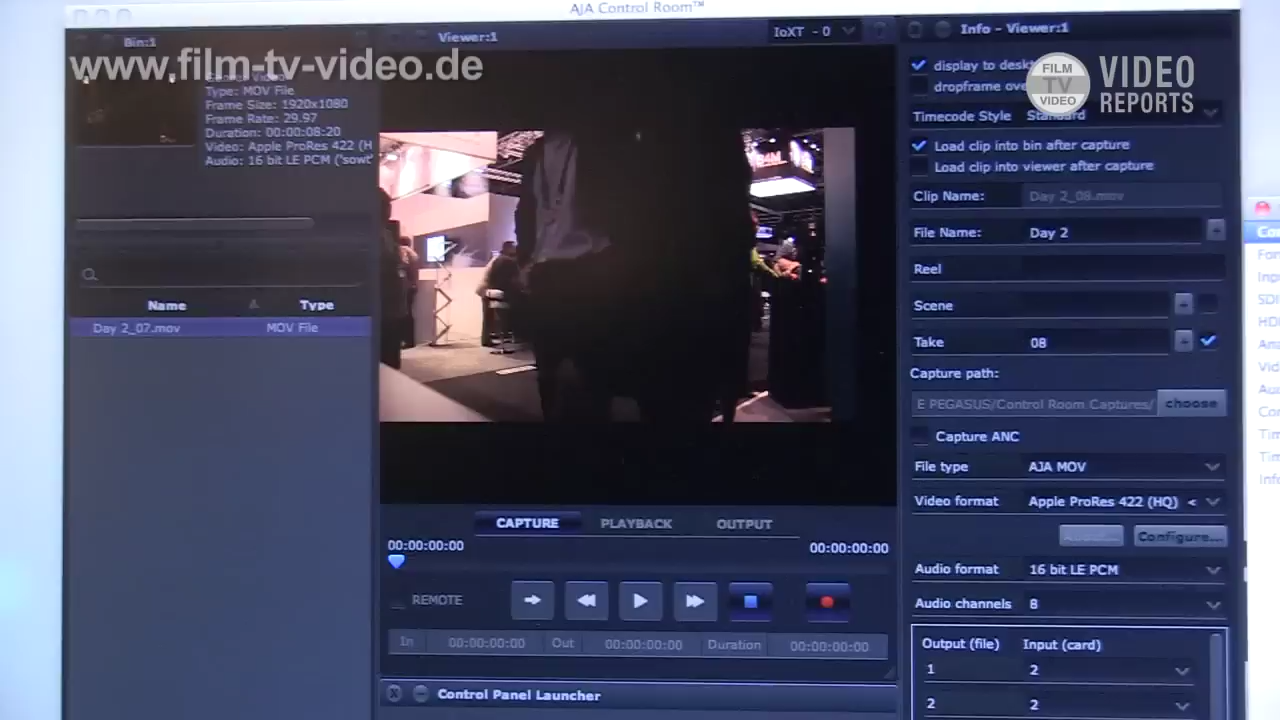 AJA Control Room™
Bin:1
Viewer:1
IoXT - 0
Info - Viewer:1
www.film-tv-video.de
FILM
TV
VIDEO
VIDEO
REPORTS
Type: MOV File
Frame Size: 1920x1080
Frame Rate: 29.97
Duration: 00:00:08:20
Video: Apple ProRes 422 (H
Audio: 16 bit LE PCM ('sowt'
display to deskt
dropframe ove
Timecode Style Standard
Load clip into bin after capture
Load clip into viewer after capture
Clip Name: Day 2_08.mov
File Name: Day 2
Reel
Scene
Take 08
Capture path:
E PEGASUS/Control Room Captures/ choose
Capture ANC
File type AJA MOV
Video format Apple ProRes 422 (HQ) <
Configure...
Audio format 16 bit LE PCM
Audio channels 8
Output (file) Input (card)
1 2
2 2
Name Type
Day 2_07.mov MOV File
CAPTURE PLAYBACK OUTPUT
00:00:00:00 00:00:00:00
REMOTE
In 00:00:00:00 Out 00:00:00:00 Duration 00:00:00:00
Control Panel Launcher